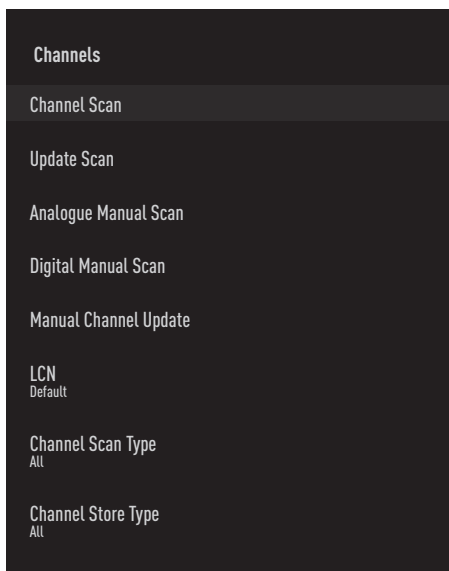 Channels
Channel Scan
Update Scan
Analogue Manual Scan
Digital Manual Scan
Manual Channel Update
LCN
Default
Channel Scan Type
All
Channel Store Type
All